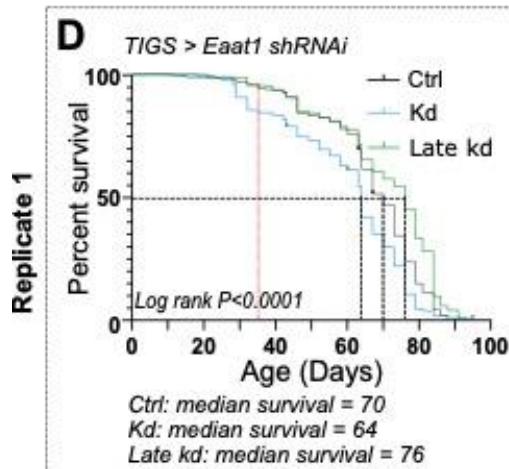 D
TIGS > Eaat1 shRNAi
Replicate 1
Percent survival
100
50
0
Ctrl
Kd
Late kd
Log rank P<0.0001
0 20 40 60 80 100
Age (Days)
Ctrl: median survival = 70
Kd: median survival = 64
Late kd: median survival = 76